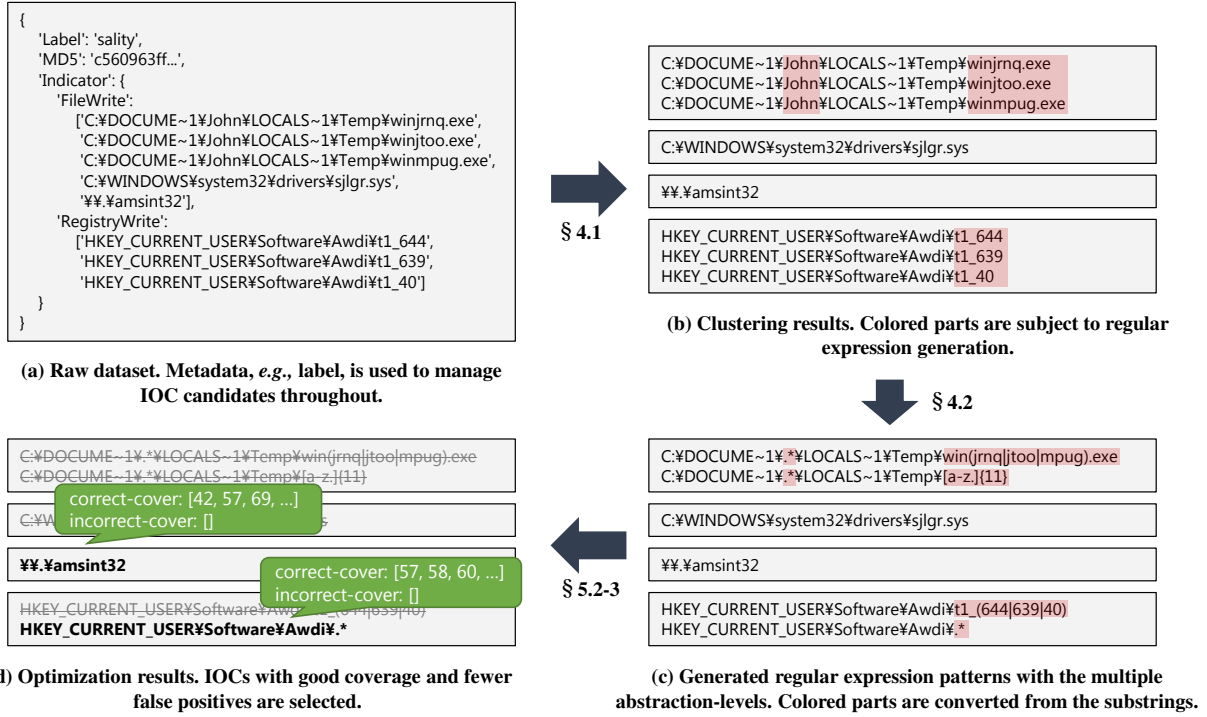 {
'Label': 'sality',
'MD5': 'c560963ff...',
'Indicator': {
'FileWrite':
['C:¥DOCUME~1¥John¥LOCALS~1¥Temp¥winjrnq.exe',
'C:¥DOCUME~1¥John¥LOCALS~1¥Temp¥winjtoo.exe',
'C:¥DOCUME~1¥John¥LOCALS~1¥Temp¥winmpug.exe',
'C:¥WINDOWS¥system32¥drivers¥sjlgr.sys',
'¥¥.¥amsint32'],
'RegistryWrite':
['HKEY_CURRENT_USER¥Software¥Awdi¥t1_644',
'HKEY_CURRENT_USER¥Software¥Awdi¥t1_639',
'HKEY_CURRENT_USER¥Software¥Awdi¥t1_40']
}
}
(a) Raw dataset. Metadata, e.g., label, is used to manage
IOC candidates throughout.
§ 4.1
C:¥DOCUME~1¥John¥LOCALS~1¥Temp¥winjrnq.exe
C:¥DOCUME~1¥John¥LOCALS~1¥Temp¥winjtoo.exe
C:¥DOCUME~1¥John¥LOCALS~1¥Temp¥winmpug.exe
C:¥WINDOWS¥system32¥drivers¥sjlgr.sys
¥¥.¥amsint32
HKEY_CURRENT_USER¥Software¥Awdi¥t1_644
HKEY_CURRENT_USER¥Software¥Awdi¥t1_639
HKEY_CURRENT_USER¥Software¥Awdi¥t1_40
(b) Clustering results. Colored parts are subject to regular
expression generation.
§ 4.2
C:¥DOCUME~1¥.*¥LOCALS~1¥Temp¥win(jrnq|jtoo|mpug).exe
C:¥DOCUME~1¥.*¥LOCALS~1¥Temp¥[a-z.]{11}
C:¥WINDOWS¥system32¥drivers¥sjlgr.sys
¥¥.¥amsint32
HKEY_CURRENT_USER¥Software¥Awdi¥t1_(644|639|40)
HKEY_CURRENT_USER¥Software¥Awdi¥.*
(c) Generated regular expression patterns with the multiple
abstraction-levels. Colored parts are converted from the substrings.
§ 5.2-3
C:¥DOCUME~1¥.*¥LOCALS~1¥Temp¥win(jrnq|jtoo|mpug).exe
C:¥DOCUME~1¥.*¥LOCALS~1¥Temp¥[a-z.]{11}
correct-cover: [42, 57, 69, ...]
incorrect-cover: []
¥¥.¥amsint32
correct-cover: [57, 58, 60, ...]
incorrect-cover: []
HKEY_CURRENT_USER¥Software¥
HKEY_CURRENT_USER¥Software¥Awdi¥.*
d) Optimization results. IOCs with good coverage and fewer
false positives are selected.